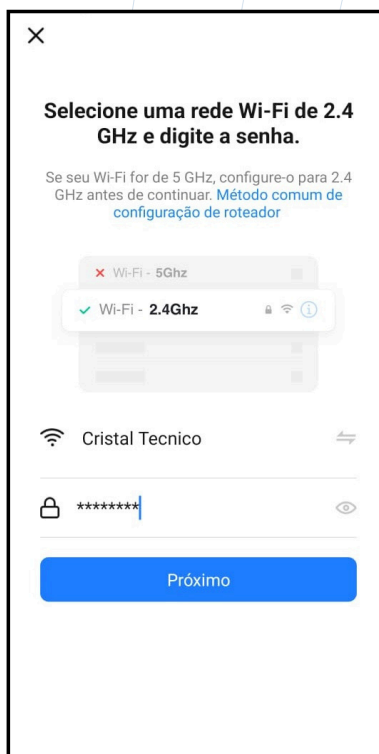 Selecione uma rede Wi-Fi de 2.4
GHz e digite a senha.
Se seu Wi-Fi for de 5 GHz, configure-o para 2.4
GHz antes de continuar. Método comum de
configuração de roteador
Wi-Fi - 5Ghz
Wi-Fi - 2.4Ghz
Cristal Tecnico
********
Próximo